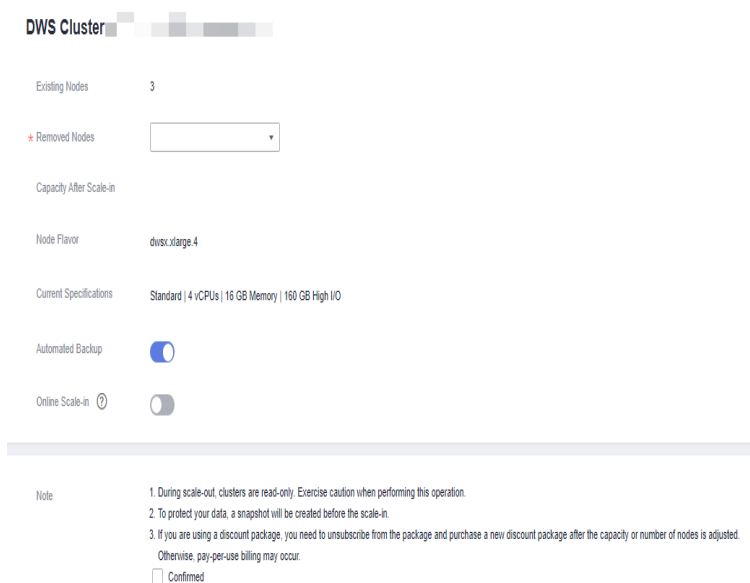 DWS Cluster
Existing Nodes 3
* Removed Nodes
Capacity After Scale-in
Node Flavor dwsx.xlarge.4
Current Specifications Standard | 4 vCPUs | 16 GB Memory | 160 GB High I/O
Automated Backup
Online Scale-in ?
Note 1. During scale-out, clusters are read-only. Exercise caution when performing this operation.
2. To protect your data, a snapshot will be created before the scale-in.
3. If you are using a discount package, you need to unsubscribe from the package and purchase a new discount package after the capacity or number of nodes is adjusted.
Otherwise, pay-per-use billing may occur.
Confirmed